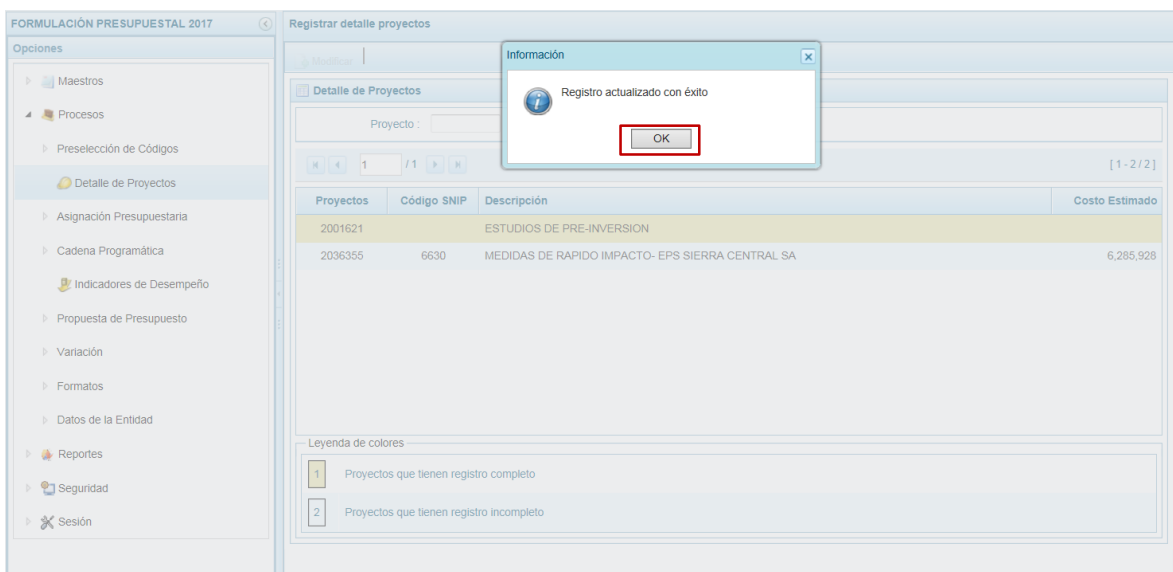 FORMULACIÓN PRESUPUESTAL 2017
Opciones
Maestros
Procesos
Preselección de Códigos
Detalle de Proyectos
Asignación Presupuestaria
Cadena Programática
Indicadores de Desempeño
Propuesta de Presupuesto
Variación
Formatos
Datos de la Entidad
Reportes
Seguridad
Sesión
Registrar detalle proyectos
Modificar
Información
Registro actualizado con éxito
OK
Detalle de Proyectos
Proyecto :
1 / 1 [ 1 - 2 / 2 ]
Proyectos Código SNIP Descripción Costo Estimado
2001621 ESTUDIOS DE PRE-INVERSION
2036355 6630 MEDIDAS DE RAPIDO IMPACTO- EPS SIERRA CENTRAL SA 6,285,928
Leyenda de colores
1 Proyectos que tienen registro completo
2 Proyectos que tienen registro incompleto